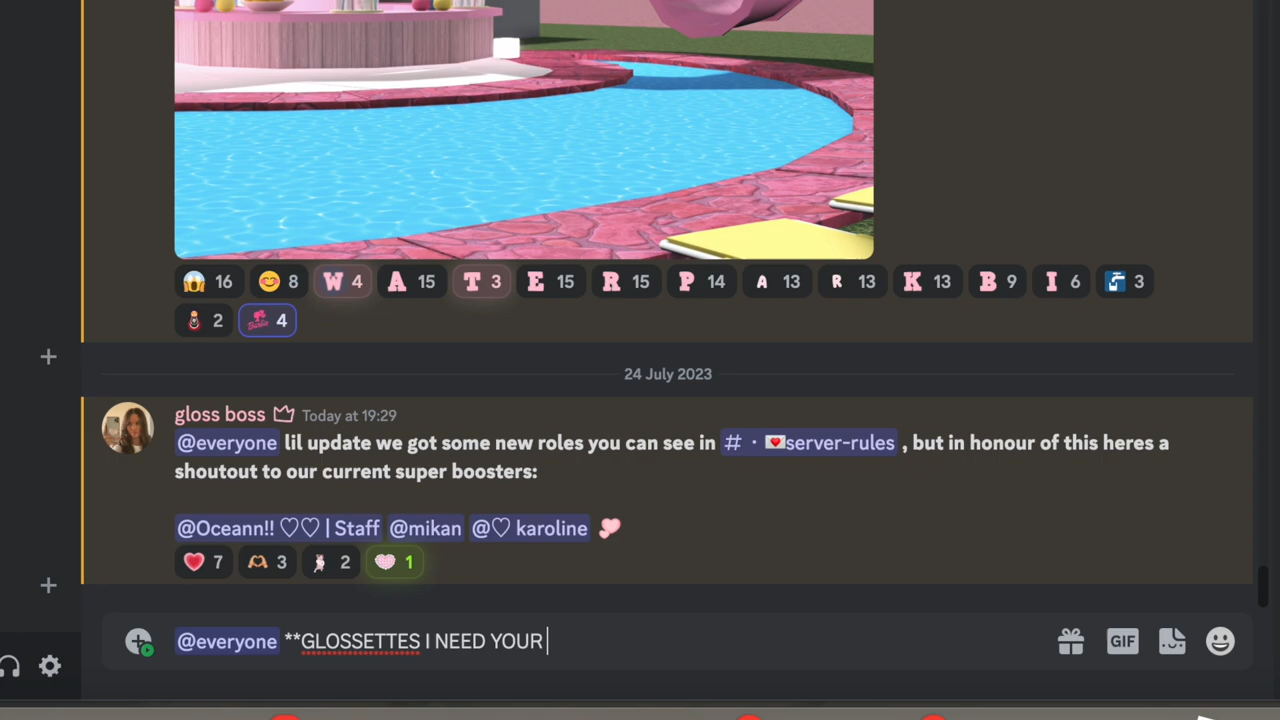 16 8 W 4 A 15 T 3 E 15 R 15 P 14 A 13 R 13 K 13 B 9 I 6 3
2 Barbie 4
24 July 2023
gloss boss Today at 19:29
@everyone lil update we got some new roles you can see in # · 💌server-rules , but in honour of this heres a
shoutout to our current super boosters:
@Oceann!! ♡♡ | Staff @mikan @♡ karoline
7 3 2 1
@everyone **GLOSSETTES I NEED YOUR
GIF